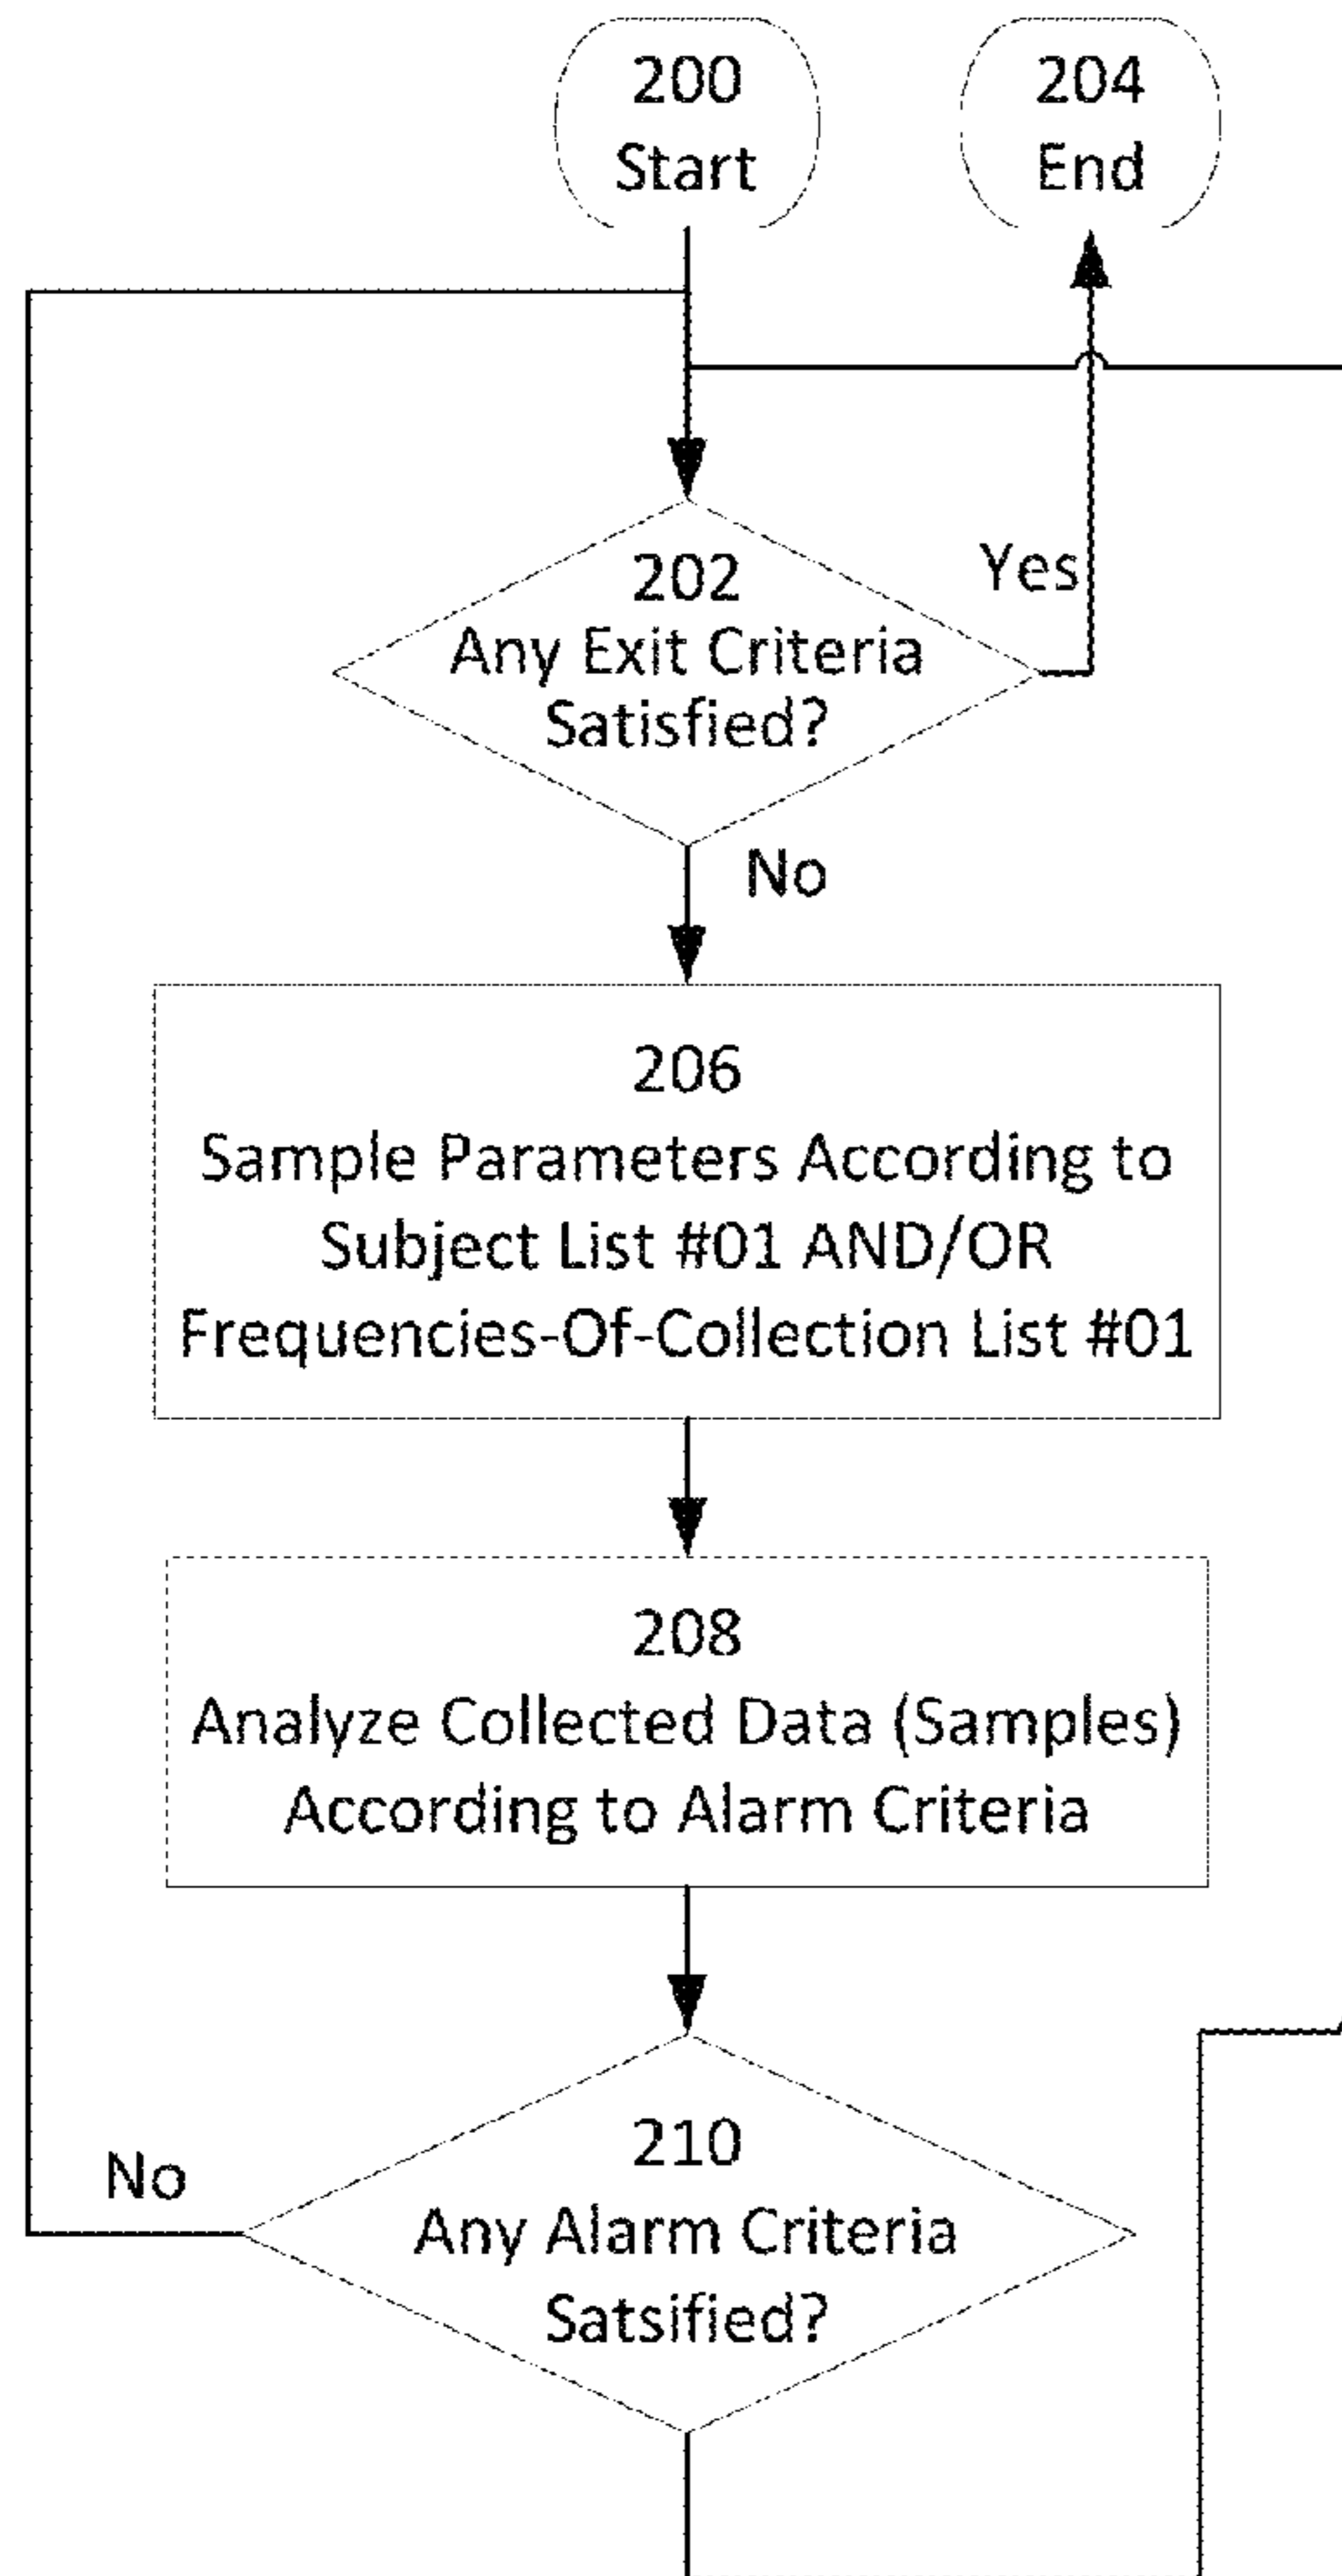 200
Start
204
End
202
Any Exit Criteria
Satisfied?
Yes
No
206
Sample Parameters According to
Subject List #01 AND/OR
Frequencies-Of-Collection List #01
208
Analyze Collected Data (Samples)
According to Alarm Criteria
210
Any Alarm Criteria
Satsified?
No